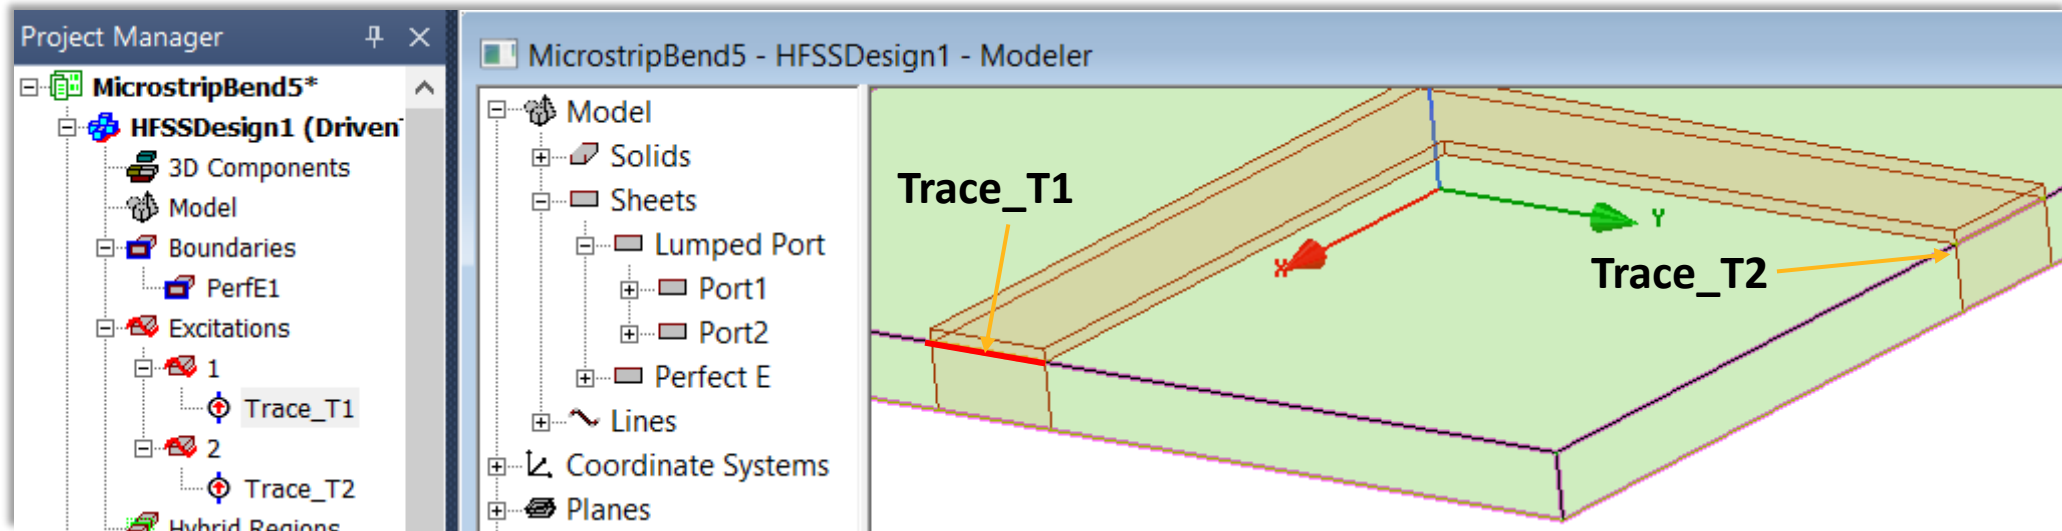 Project Manager
MicrostripBend5*
HFSSDesign1 (Driven
3D Components
Model
Boundaries
PerfE1
Excitations
1
Trace_T1
2
Trace_T2
Hybrid Regions
MicrostripBend5 - HFSSDesign1 - Modeler
Model
Solids
Sheets
Lumped Port
Port1
Port2
Perfect E
Lines
Coordinate Systems
Planes
Trace_T1
X
Y
Trace_T2